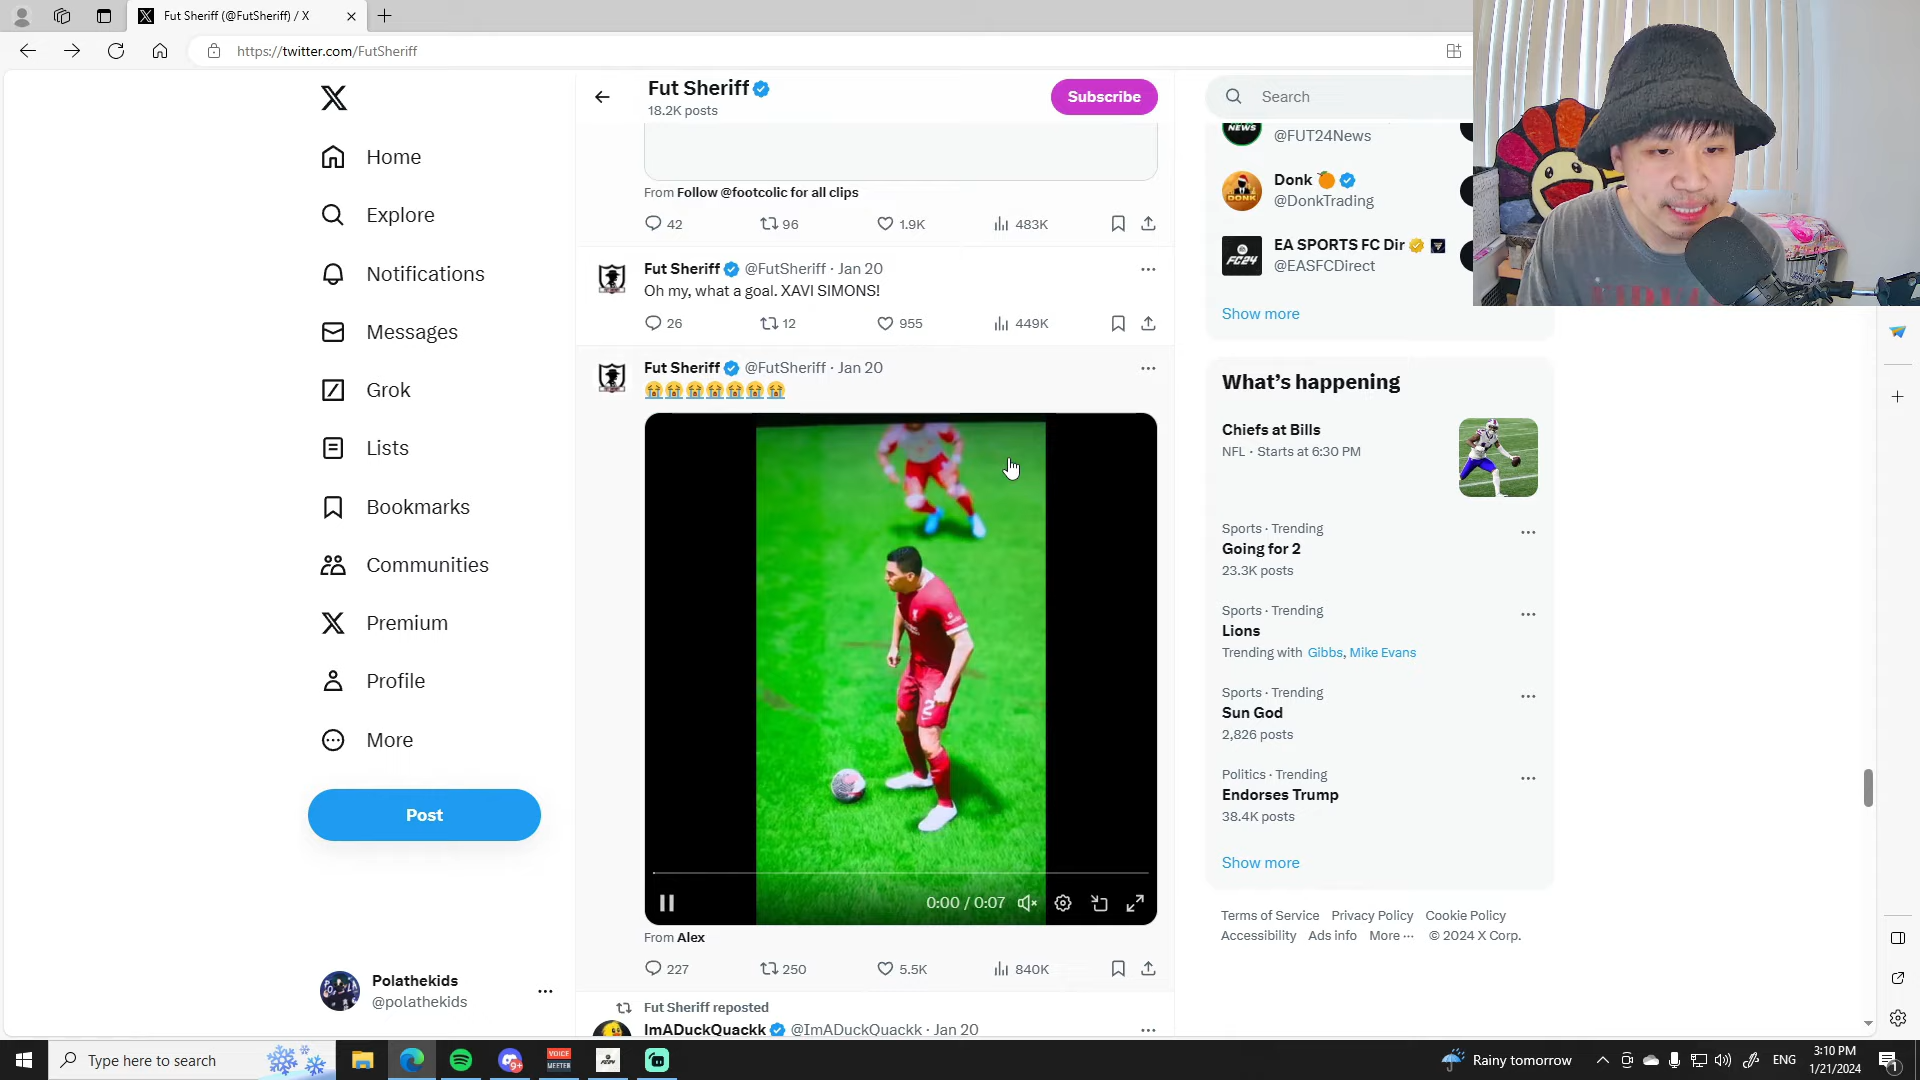 Fut Sheriff (@FutSheriff) / X
https://twitter.com/FutSheriff
Home
Explore
Notifications
Messages
Grok
Lists
Bookmarks
Communities
Premium
Profile
More
Post
Polathekids
@polathekids
Fut Sheriff
18.2K posts
Subscribe
From Follow @footcolic for all clips
42 96 1.9K 483K
Fut Sheriff @FutSheriff · Jan 20
Oh my, what a goal. XAVI SIMONS!
26 12 955 449K
Fut Sheriff @FutSheriff · Jan 20
😭😭😭😭😭😭😭
2
0:00 / 0:07
From Alex
227 250 5.5K 840K
Fut Sheriff reposted
ImADuckQuackk @ImADuckQuackk · Jan 20
Search
NEWS
@FUT24News
DONK
Donk 🍊
@DonkTrading
FC24
EA SPORTS FC Dir
@EASFCDirect
Show more
What's happening
Chiefs at Bills
NFL · Starts at 6:30 PM
Sports · Trending
Going for 2
23.3K posts
Sports · Trending
Lions
Trending with Gibbs, Mike Evans
Sports · Trending
Sun God
2,826 posts
Politics · Trending
Endorses Trump
38.4K posts
Show more
Terms of Service Privacy Policy Cookie Policy
Accessibility Ads info More ··· © 2024 X Corp.
Type here to search
9+
VOICE
MEETER
Rainy tomorrow
ENG
3:10 PM
1/21/2024
1